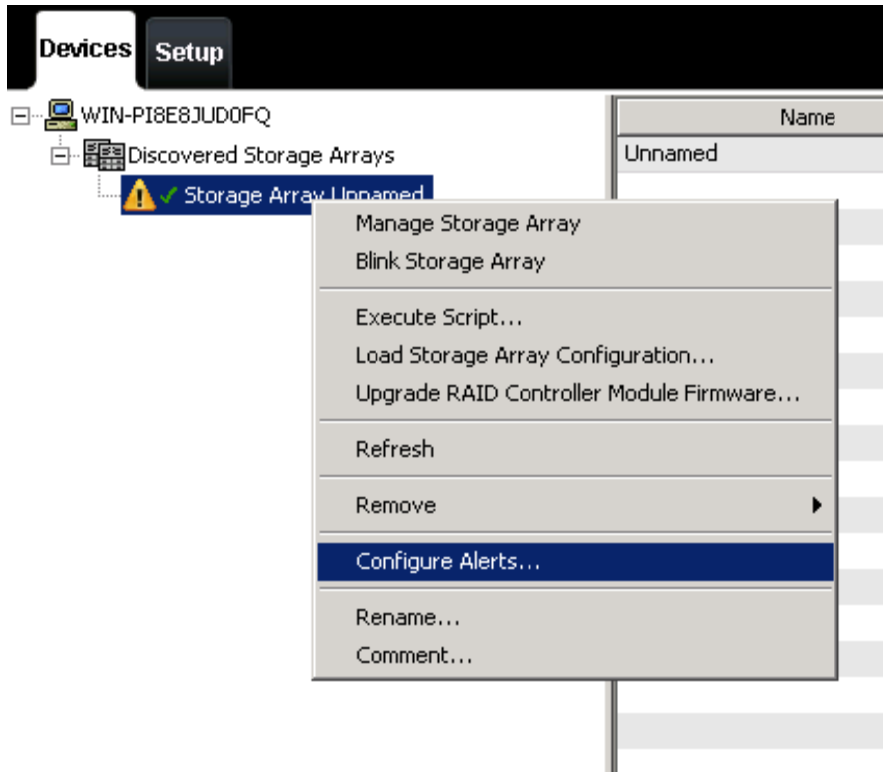 Devices
Setup
WIN-PI8E8JUD0FQ
Name
Discovered Storage Arrays
Unnamed
Storage Array Unnamed
Manage Storage Array
Blink Storage Array
Execute Script...
Load Storage Array Configuration...
Upgrade RAID Controller Module Firmware...
Refresh
Remove
Configure Alerts...
Rename...
Comment...